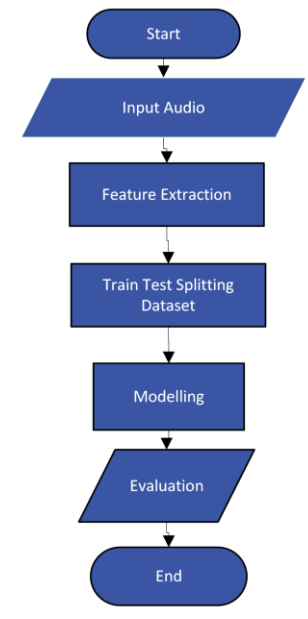 Start
Input Audio
Feature Extraction
Train Test Splitting
Dataset
Modelling
Evaluation
End